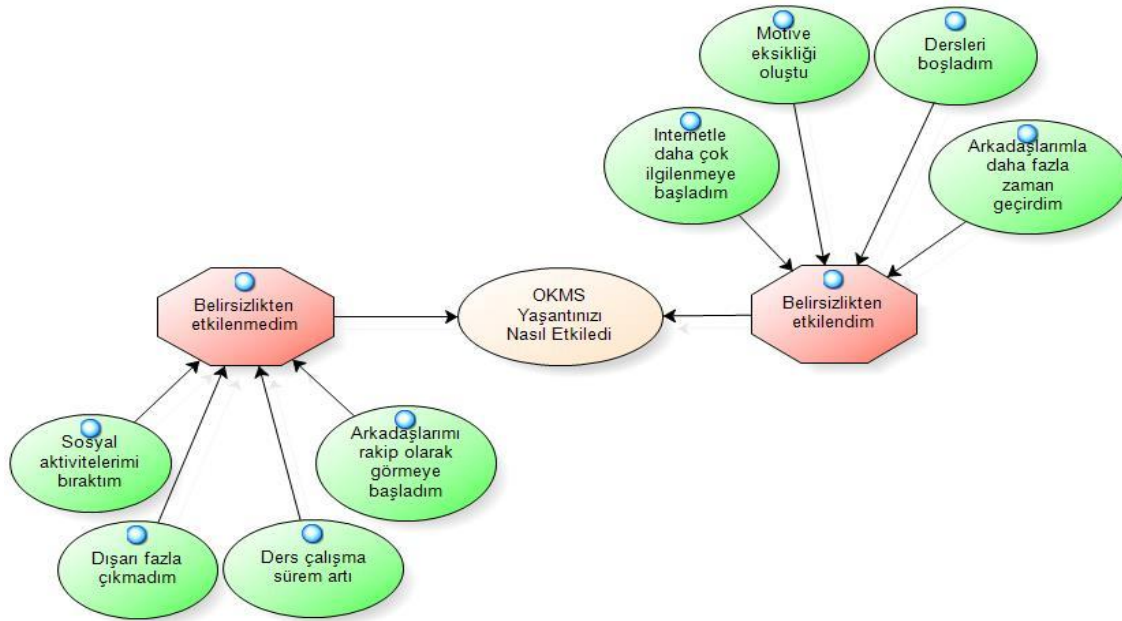 Motive
eksikliği
oluştu
Dersleri
boşladım
Internetle
daha çok
ilgilenmeye
başladım
Arkadaşlarımla
daha fazla
zaman
geçirdim
Belirsizlikten
etkilenmedim
OKMS
Yaşantınızı
Nasıl Etkiledi
Belirsizlikten
etkilendim
Sosyal
aktivitelerimi
bıraktım
Arkadaşlarımı
rakip olarak
görmeye
başladım
Dışarı fazla
çıkmadım
Ders çalışma
sürem artı